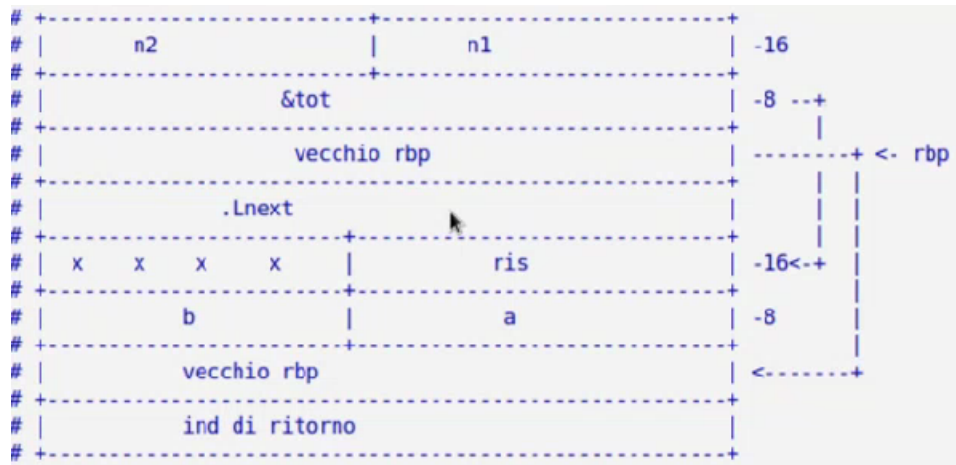 # +------------------------+--------------------------+
# |       n2               |       n1                 | -16
# +------------------------+--------------------------+
# |                  &tot                             | -8 --+
# +---------------------------------------------------+      |
# |                   vecchio rbp                     | --------+ <- rbp
# +---------------------------------------------------+      |  |
# |             .Lnext                                |      |  |
# +----------------------+----------------------------+      |  |
# |  x    x    x    x    |           ris              | -16<-+  |
# +----------------------+----------------------------+         |
# |          b           |            a               | -8      |
# +----------------------+----------------------------+         |
# |          vecchio rbp                              | <-------+
# +---------------------------------------------------+
# |          ind di ritorno                           |
# +---------------------------------------------------+